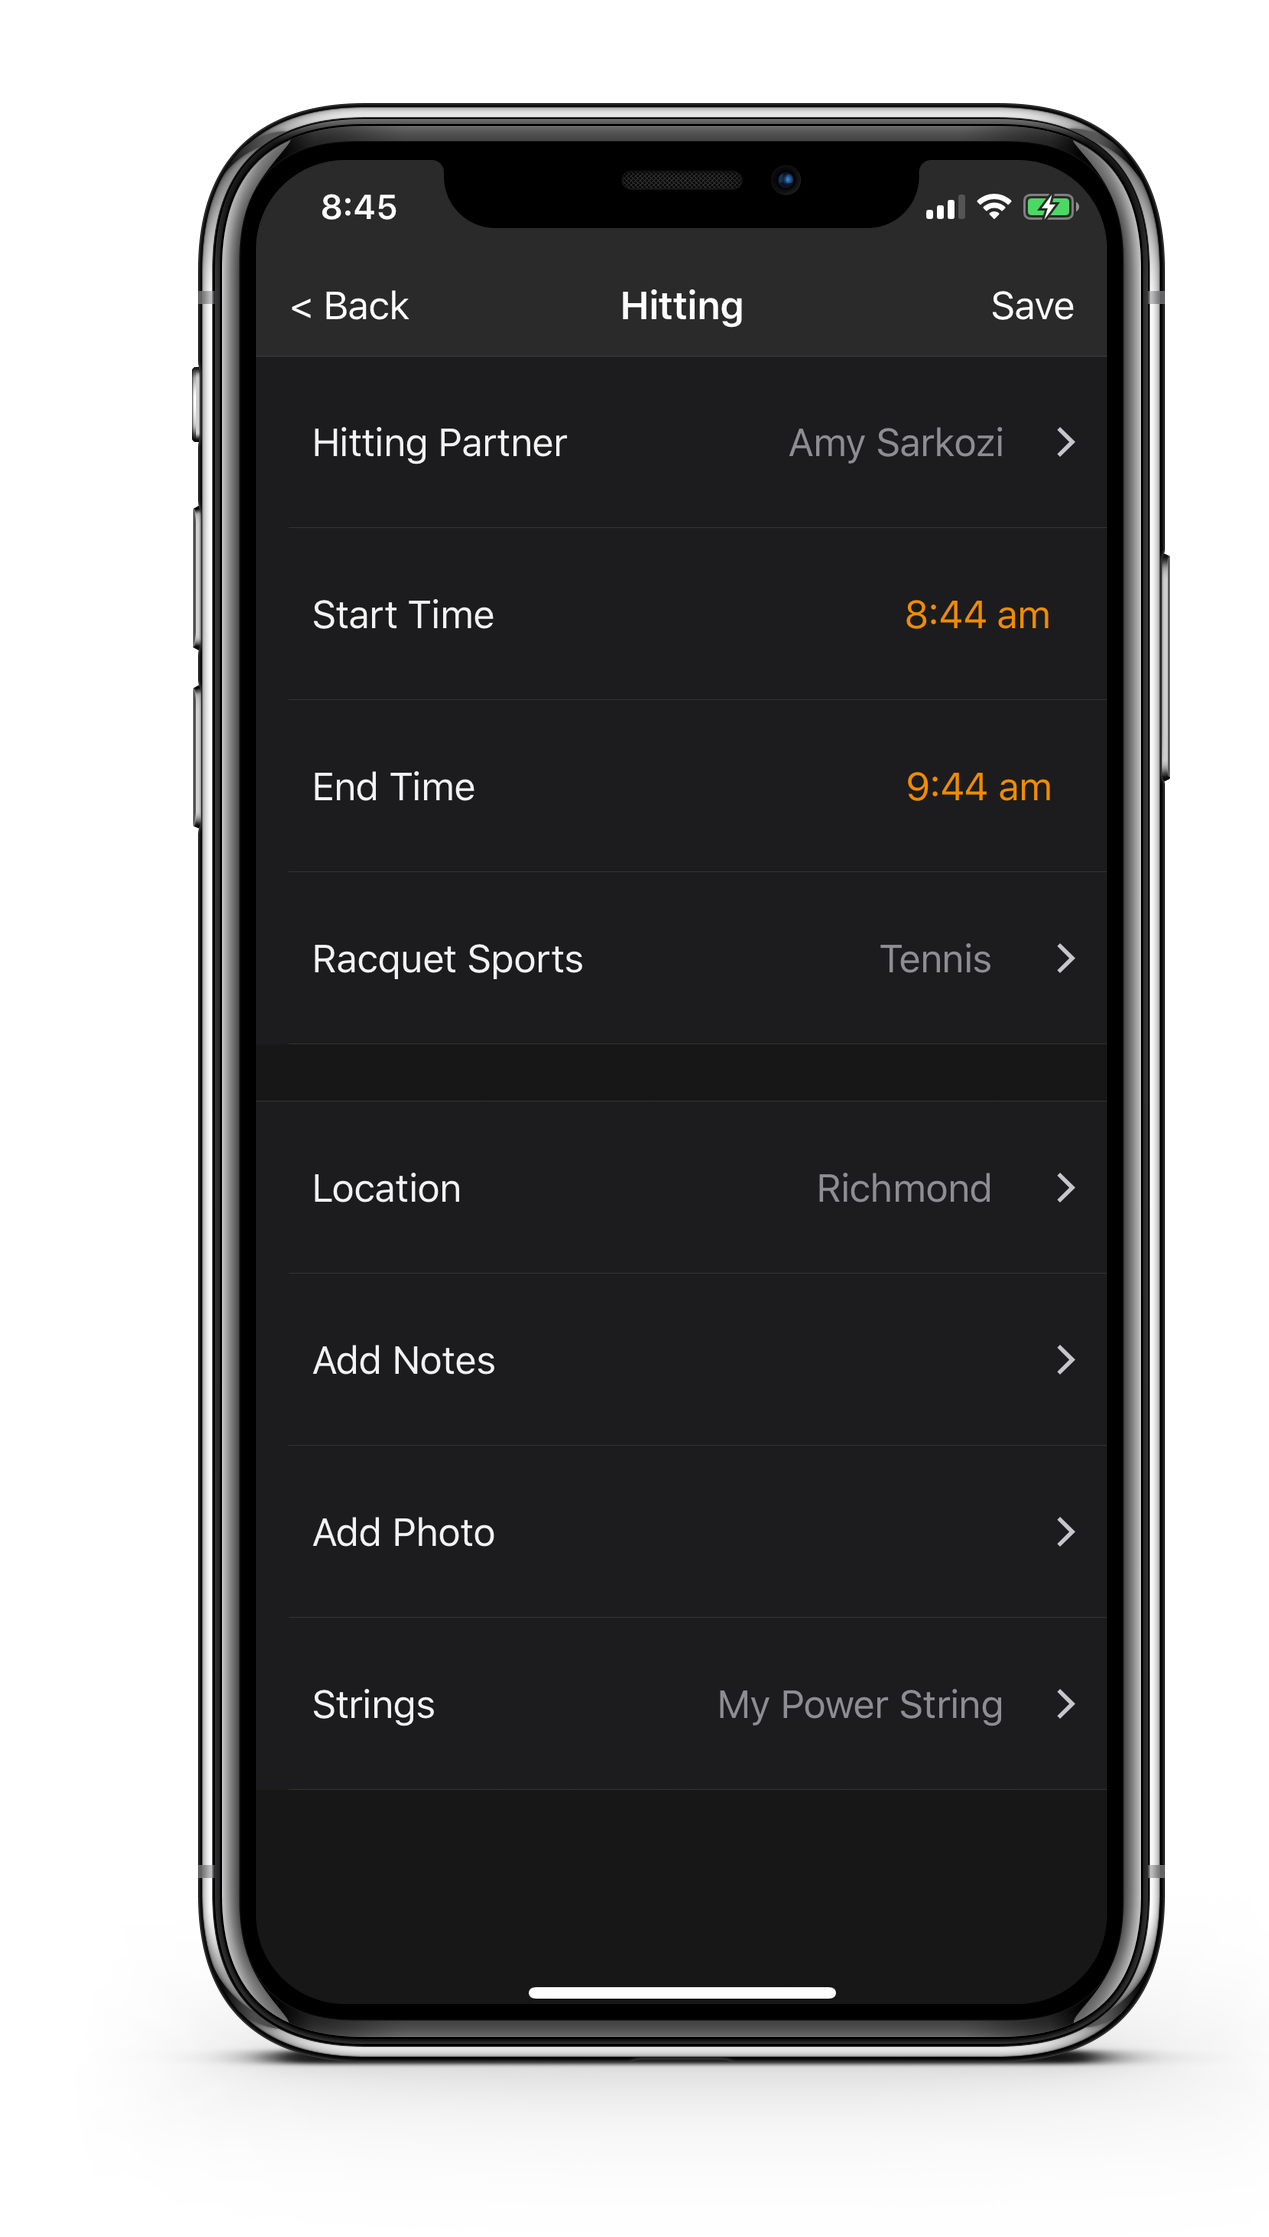 8:45
< Back Hitting Save
Hitting Partner Amy Sarkozi
Start Time 8:44 am
End Time 9:44 am
Racquet Sports Tennis
Location Richmond
Add Notes
Add Photo
Strings My Power String